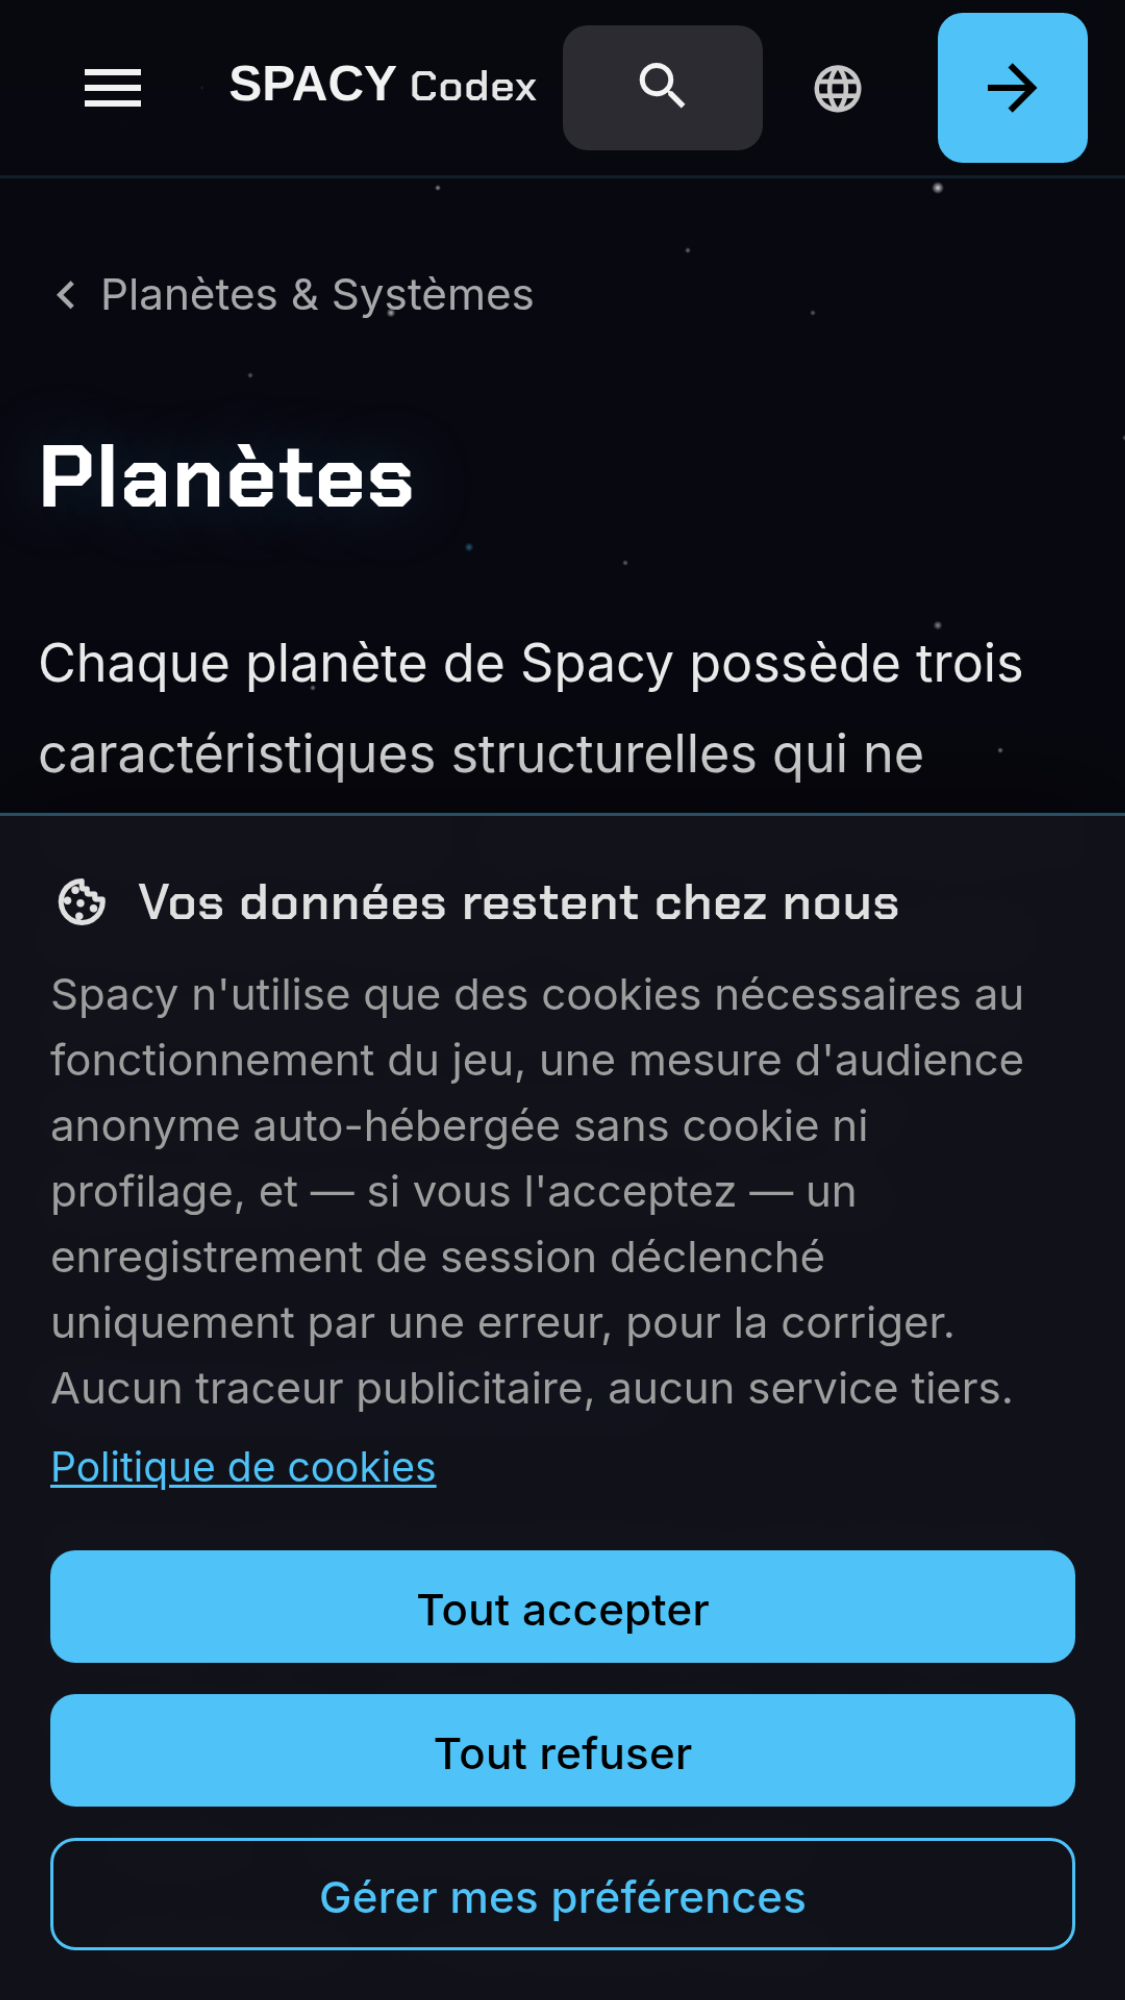 SPACY Codex
Planètes & Systèmes
Planètes
Chaque planète de Spacy possède trois
caractéristiques structurelles qui ne
Vos données restent chez nous
Spacy n'utilise que des cookies nécessaires au
fonctionnement du jeu, une mesure d'audience
anonyme auto-hébergée sans cookie ni
profilage, et — si vous l'acceptez — un
enregistrement de session déclenché
uniquement par une erreur, pour la corriger.
Aucun traceur publicitaire, aucun service tiers.
Politique de cookies
Tout accepter
Tout refuser
Gérer mes préférences